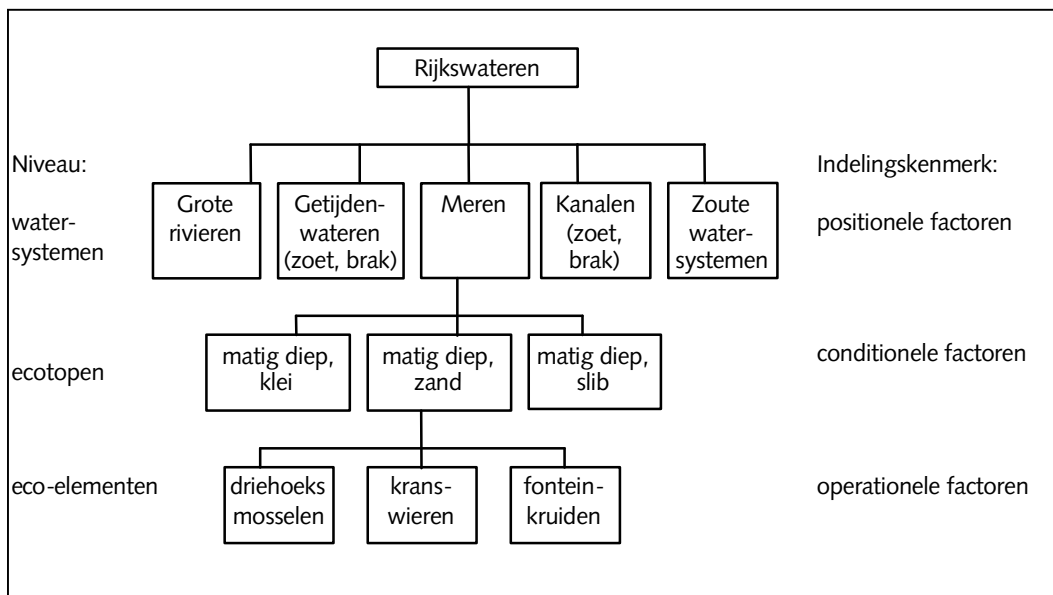 Rijkswateren
Niveau:
Indelingskenmerk:
water-
systemen
Grote
rivieren
Getijden-
wateren
(zoet, brak)
Meren
Kanalen
(zoet,
brak)
Zoute
water-
systemen
positionele factoren
ecotopen
matig diep,
klei
matig diep,
zand
matig diep,
slib
conditionele factoren
eco-elementen
driehoeks
mosselen
krans-
wieren
fontein-
kruiden
operationele factoren